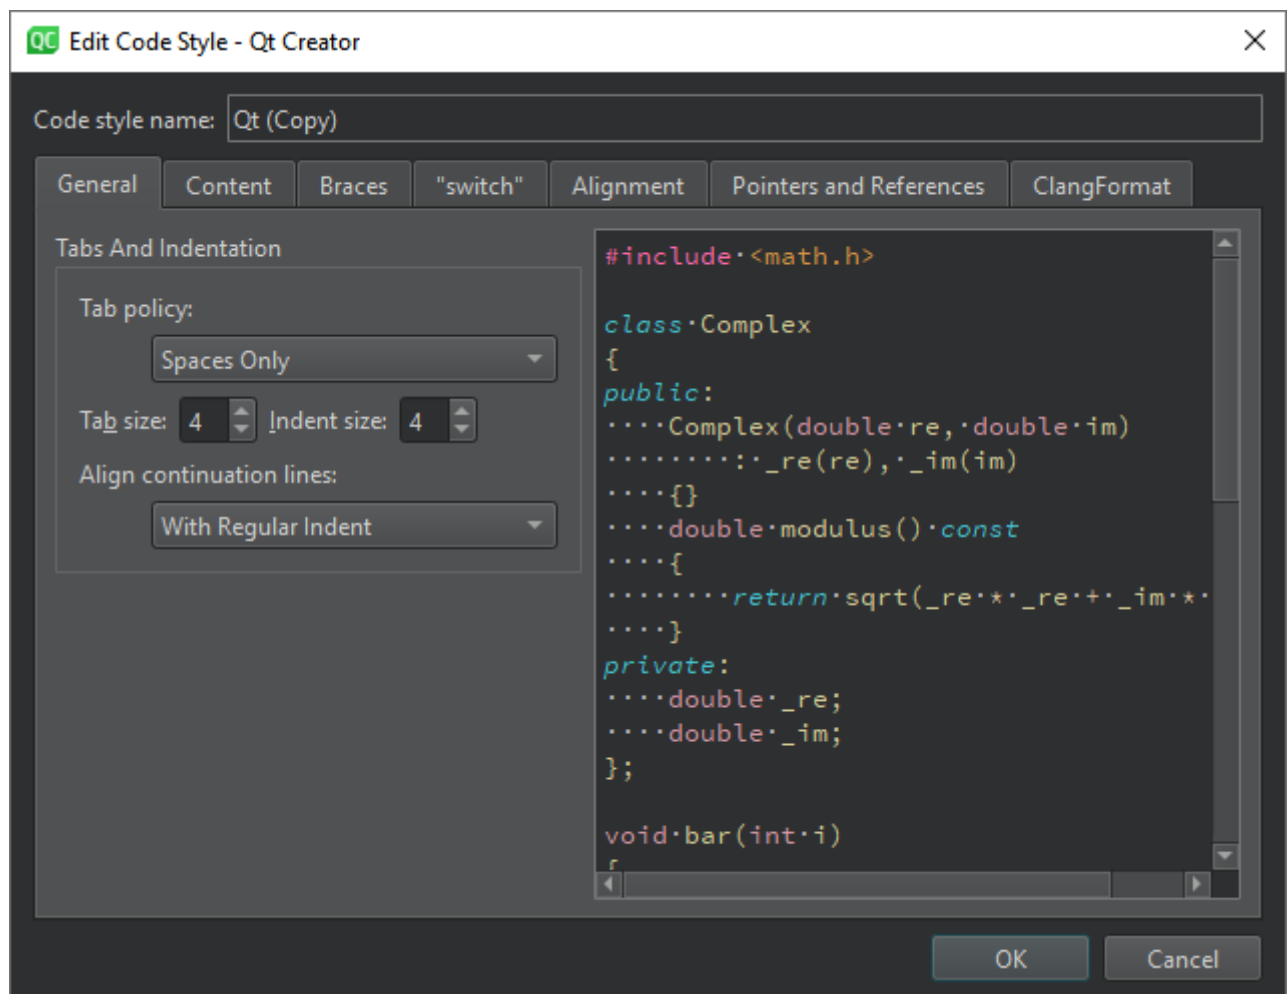 QC Edit Code Style - Qt Creator
Code style name: Qt (Copy)
General Content Braces "switch" Alignment Pointers and References ClangFormat
Tabs And Indentation
Tab policy:
Spaces Only
Tab size: 4 Indent size: 4
Align continuation lines:
With Regular Indent
#include·<math.h>
class·Complex
{
public:
····Complex(double·re,·double·im)
········:·_re(re),·_im(im)
····{}
····double·modulus()·const
····{
········return·sqrt(_re·*·_re·+·_im·*·
····}
private:
····double·_re;
····double·_im;
};
void·bar(int·i)
{
OK Cancel